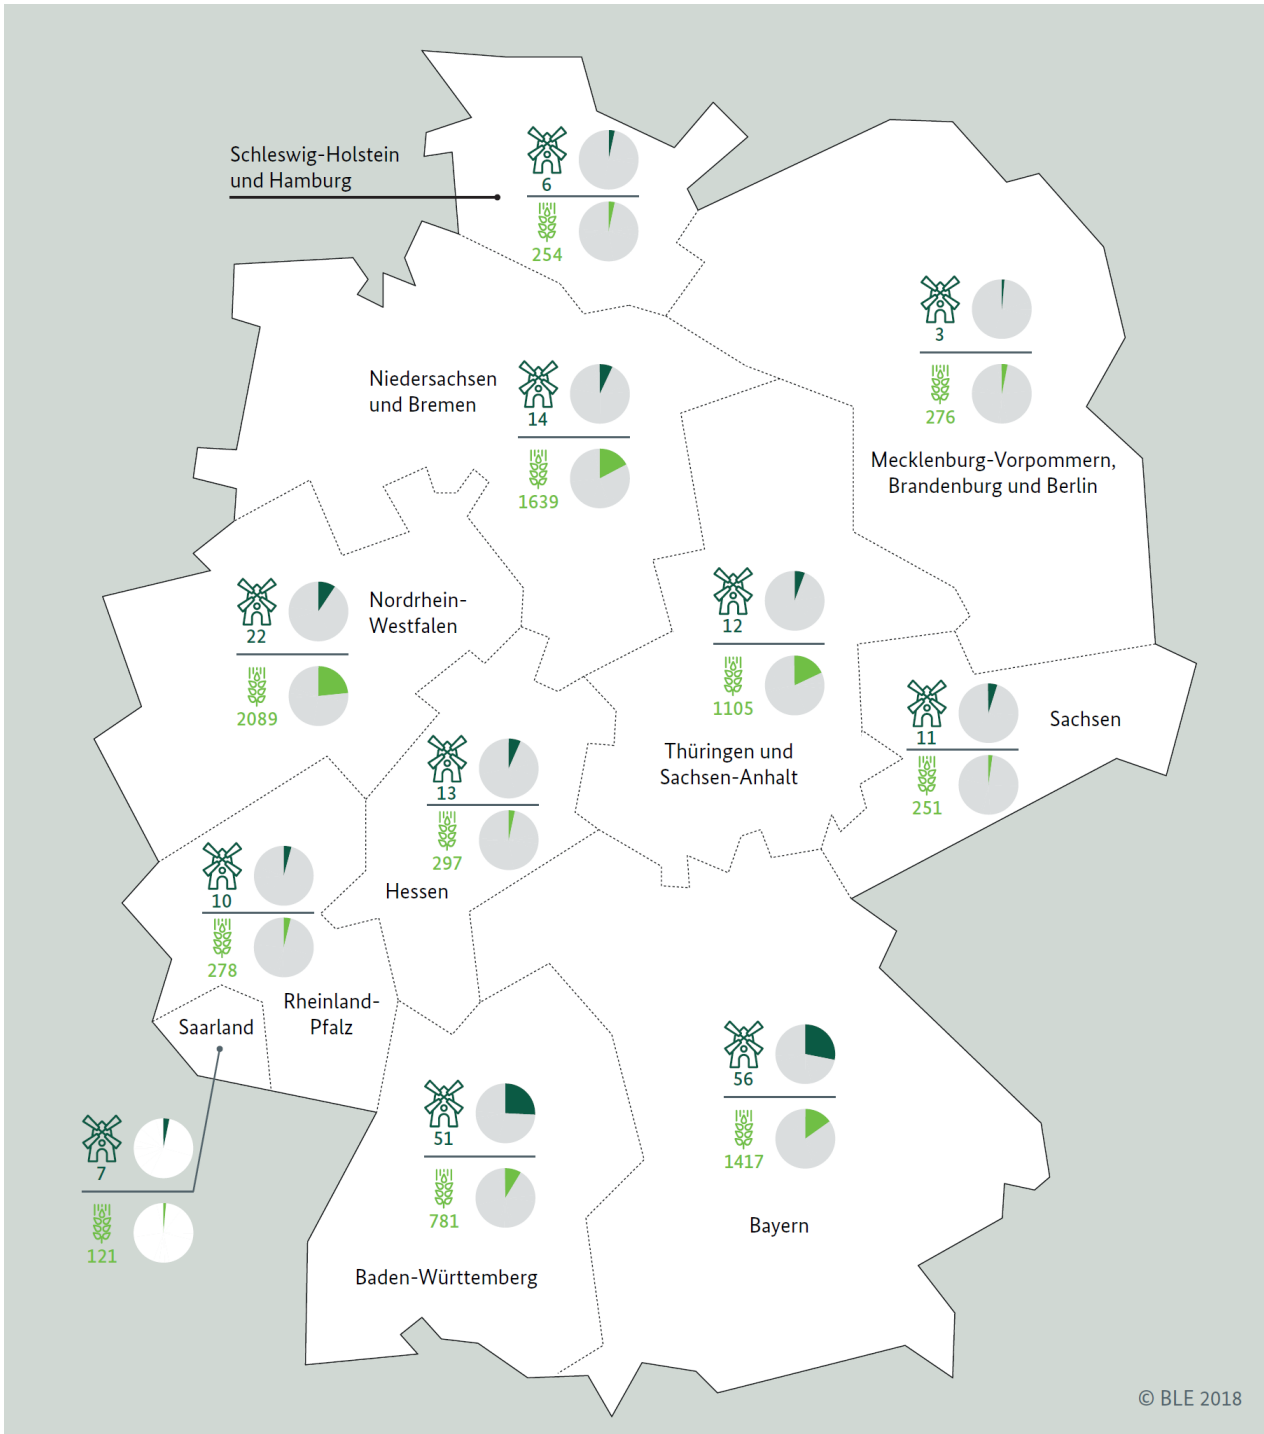 Schleswig-Holstein
und Hamburg
6
254
3
276
Mecklenburg-Vorpommern,
Brandenburg und Berlin
Niedersachsen
und Bremen
14
1639
22
2089
Nordrhein-
Westfalen
12
1105
Thüringen und
Sachsen-Anhalt
11
251
Sachsen
13
297
Hessen
10
278
Rheinland-
Pfalz
Saarland
7
121
51
781
Baden-Württemberg
56
1417
Bayern
© BLE 2018